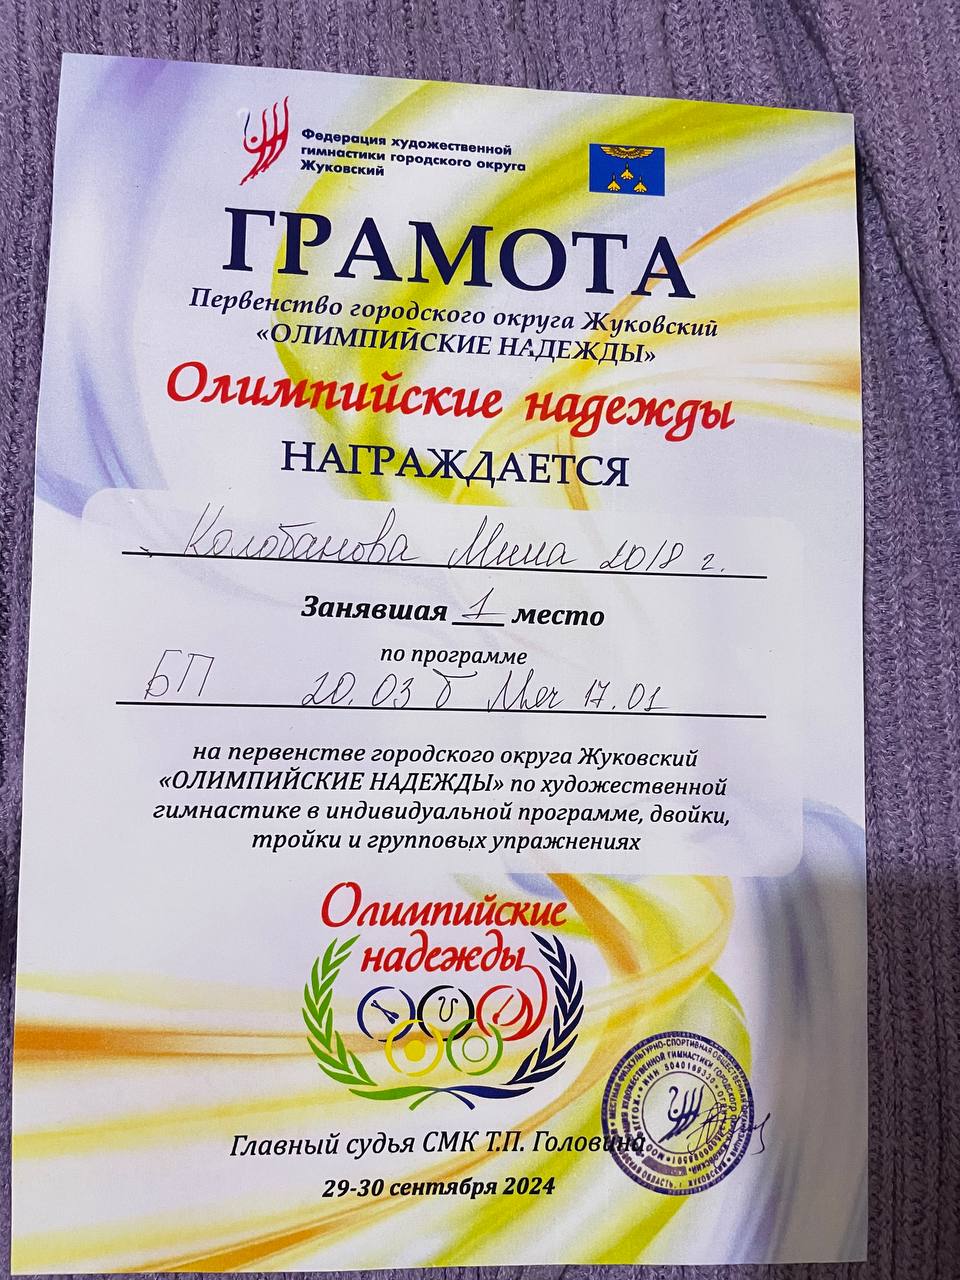 Федерация художественной
гимнастики городского округа
Жуковский
ГРАМОТА
Первенство городского округа Жуковский
«ОЛИМПИЙСКИЕ НАДЕЖДЫ»
Олимпийские надежды
НАГРАЖДАЕТСЯ
Колобанова Миша 2018 г.
Занявшая 1 место
по программе
БП 20.03 б Мяч 17.01
на первенстве городского округа Жуковский
«ОЛИМПИЙСКИЕ НАДЕЖДЫ» по художественной
гимнастике в индивидуальной программе, двойки,
тройки и групповых упражнениях
Олимпийские
надежды
Главный судья СМК Т.П. Головина
29-30 сентября 2024